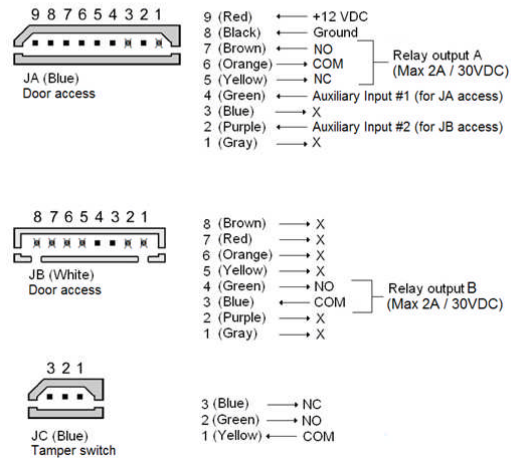 9 8 7 6 5 4 3 2 1
JA (Blue)
Door access
9 (Red) +12 VDC
8 (Black) Ground
7 (Brown) NO
6 (Orange) COM
5 (Yellow) NC
Relay output A
(Max 2A / 30VDC)
4 (Green) Auxiliary Input #1 (for JA access)
3 (Blue) X
2 (Purple) Auxiliary Input #2 (for JB access)
1 (Gray) X
8 7 6 5 4 3 2 1
JB (White)
Door access
8 (Brown) X
7 (Red) X
6 (Orange) X
5 (Yellow) X
4 (Green) NO
3 (Blue) COM
Relay output B
(Max 2A / 30VDC)
2 (Purple) X
1 (Gray) X
3 2 1
JC (Blue)
Tamper switch
3 (Blue) NC
2 (Green) NO
1 (Yellow) COM